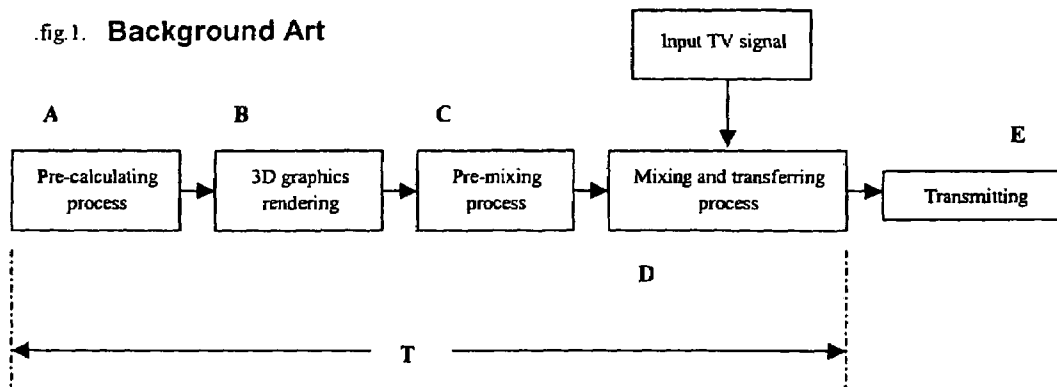 .fig.1. Background Art
Input TV signal
A
B
C
E
Pre-calculating
process
3D graphics
rendering
Pre-mixing
process
Mixing and transferring
process
Transmitting
D
T